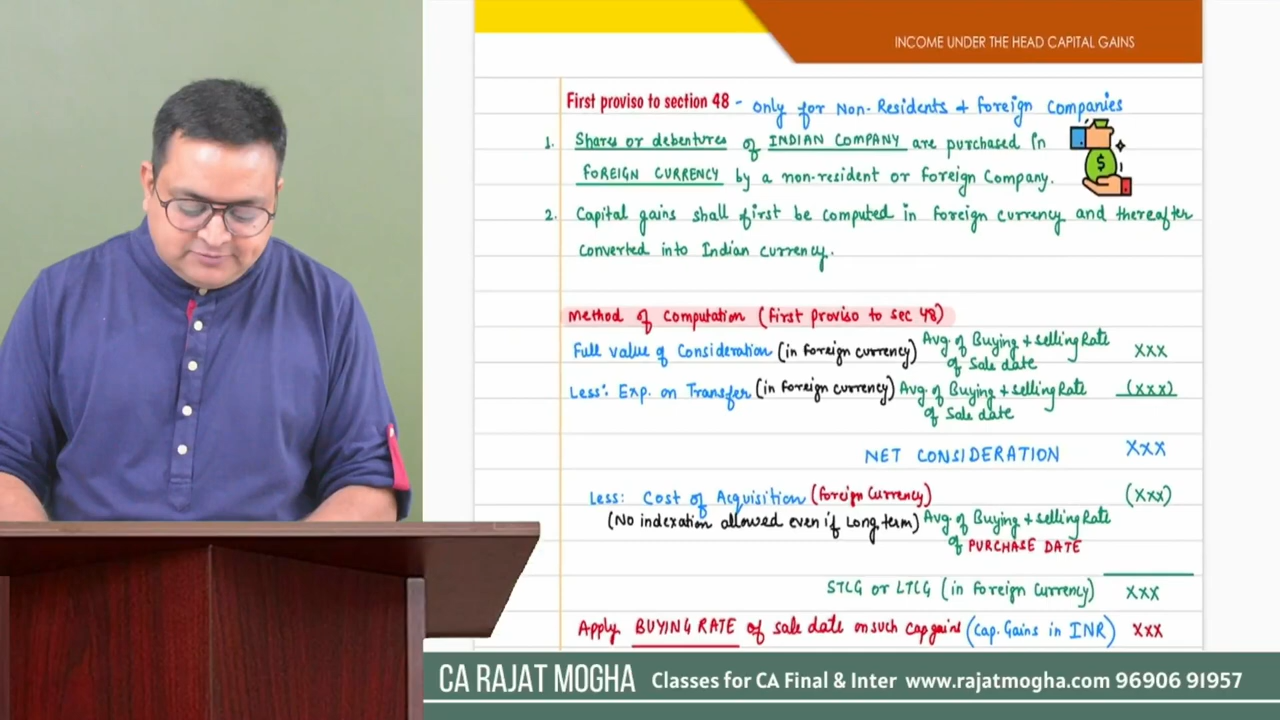 INCOME UNDER THE HEAD CAPITAL GAINS
First proviso to section 48 - only for Non-Residents + foreign Companies
1. Shares or debentures of INDIAN COMPANY are purchased in
FOREIGN CURRENCY by a non-resident or foreign Company.
$
2. Capital gains shall first be computed in foreign currency and thereafter
converted into Indian currency.
Method of Computation (First Proviso to sec 48)
Full value of Consideration (in foreign currency) Avg of Buying + selling Rate XXX
of Sale date
Less: Exp. on Transfer (in foreign currency) Avg. of Buying + selling Rate (XXX)
of Sale date
NET CONSIDERATION XXX
Less: Cost of Acquisition (Foreign Currency) (XXX)
(No indexation allowed even if Long term) Avg of Buying + selling Rate
of PURCHASE DATE
STCG or LTCG (in Foreign Currency) XXX
Apply BUYING RATE of sale date on such cap gains (Cap. Gains in INR) XXX
CA RAJAT MOGHA Classes for CA Final & Inter www.rajatmogha.com 96906 91957